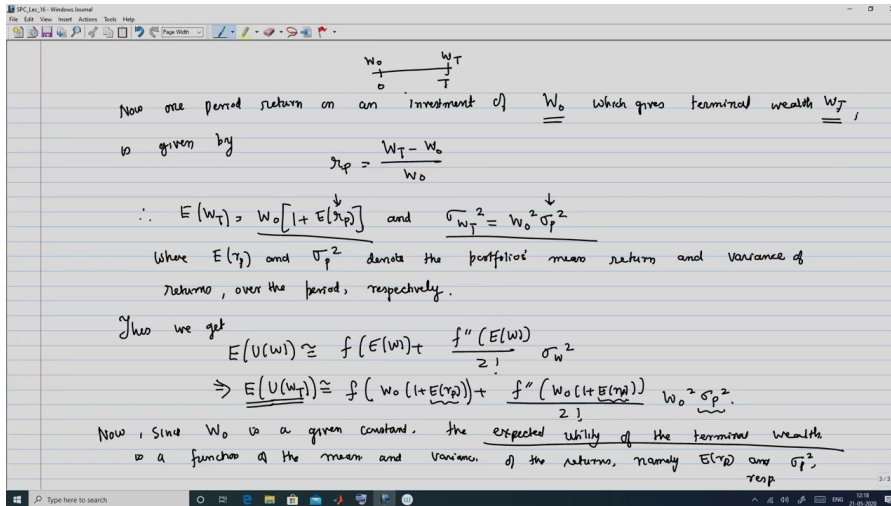 SPC_Lec_16 - Windows Journal
File Edit View Insert Actions Tools Help
Page Width
W₀ W_T
0 T
Now one period return on an investment of W₀ which gives terminal wealth W_T,
is given by
r_p = (W_T - W₀) / W₀
∴ E(W_T) = W₀[1 + E(r_p)] and σ_{W_T}² = W₀² σ_p²
where E(r_p) and σ_p² denote the portfolios' mean return and variance of
returns, over the period, respectively.
Thus we get
E(U(W)) ≅ f(E(W)) + f''(E(W)) / 2! σ_W²
⇒ E(U(W_T)) ≅ f(W₀(1+E(r_p))) + f''(W₀(1+E(r_p))) / 2! W₀² σ_p².
Now, since W₀ is a given constant. the expected utility of the terminal wealth
is a function of the mean and variance of the returns, namely E(r_p) and σ_p²,
resp.
3/3
Type here to search
ENG
12:18
21-05-2020